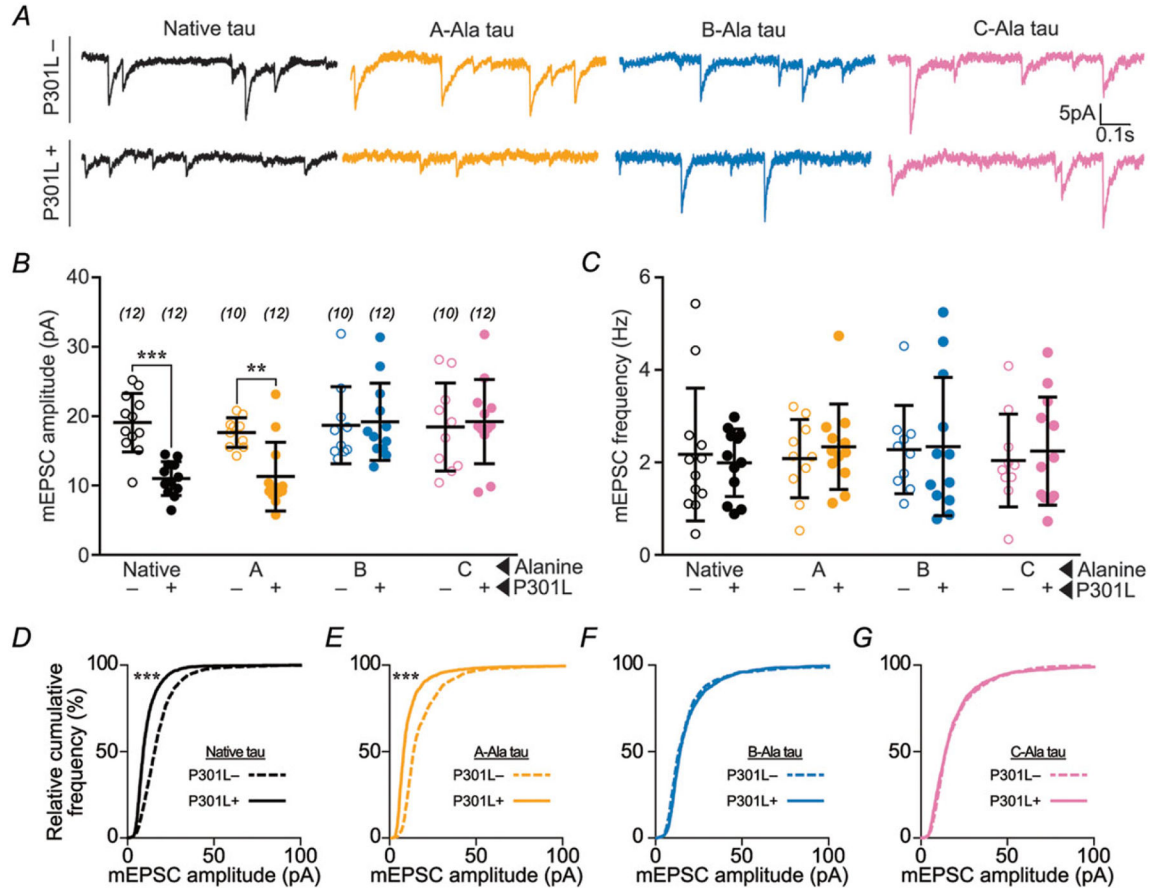 A
Native tau
A-Ala tau
B-Ala tau
C-Ala tau
P301L –
5pA
0.1s
P301L +
B
mEPSC amplitude (pA)
40
30
20
10
0
(12) (12) (10) (12) (10) (12) (10) (12)
*** **
Native A B C ◀Alanine
– + – + – + – + ◀P301L
C
mEPSC frequency (Hz)
6
4
2
0
Native A B C ◀Alanine
– + – + – + – + ◀P301L
D
Relative cumulative
frequency (%)
100
50
0
***
Native tau
P301L–
P301L+
0 50 100
mEPSC amplitude (pA)
E
100
50
0
***
A-Ala tau
P301L–
P301L+
0 50 100
mEPSC amplitude (pA)
F
100
50
0
B-Ala tau
P301L–
P301L+
0 50 100
mEPSC amplitude (pA)
G
100
50
0
C-Ala tau
P301L–
P301L+
0 50 100
mEPSC amplitude (pA)